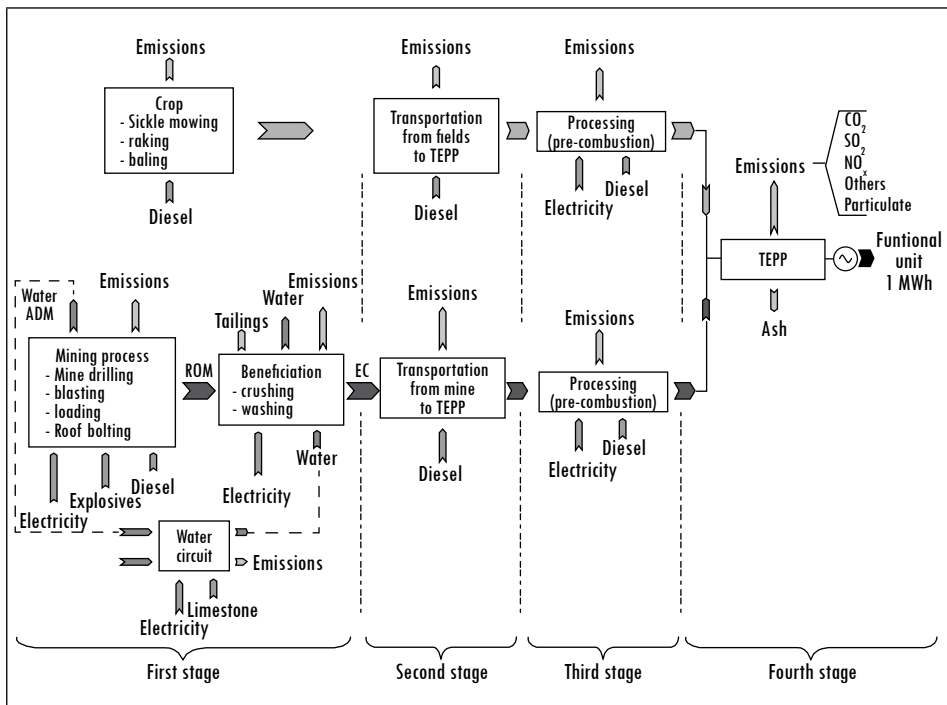 Emissions
Crop
- Sickle mowing
- raking
- baling
Diesel
Emissions
Transportation
from fields
to TEPP
Diesel
Emissions
Processing
(pre-combustion)
Electricity
Diesel
Emissions
CO2
SO2
NOx
Others
Particulate
TEPP
Ash
Funtional
unit
1 MWh
Water
ADM
Emissions
Mining process
- Mine drilling
- blasting
- loading
- Roof bolting
Electricity
Explosives
Diesel
ROM
Tailings
Water
Emissions
Beneficiation
- crushing
- washing
Electricity
Water
EC
Emissions
Transportation
from mine
to TEPP
Diesel
Emissions
Processing
(pre-combustion)
Electricity
Diesel
Water
circuit
Emissions
Limestone
Electricity
First stage
Second stage
Third stage
Fourth stage